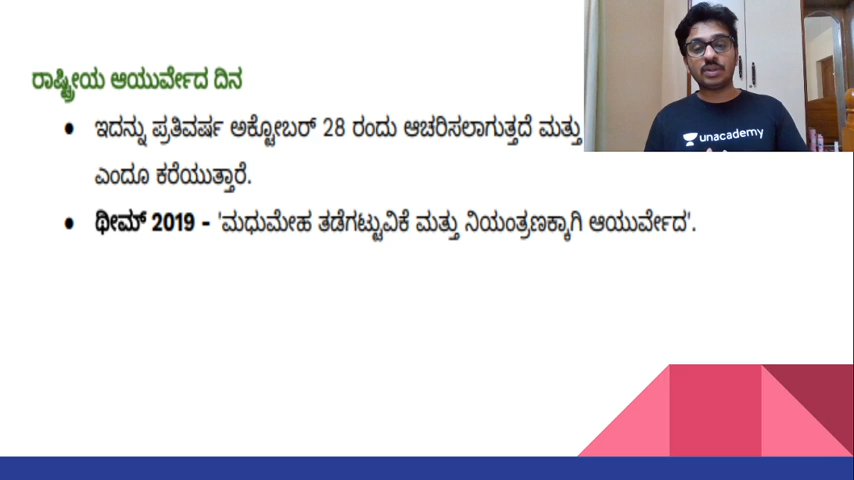 ರಾಷ್ಟ್ರೀಯ ಆಯುರ್ವೇದ ದಿನ
unacademy
• ಇದನ್ನು ಪ್ರತಿವರ್ಷ ಅಕ್ಟೋಬರ್ 28 ರಂದು ಆಚರಿಸಲಾಗುತ್ತದೆ ಮತ್ತು
ಎಂದೂ ಕರೆಯುತ್ತಾರೆ.
• ಥೀಮ್ 2019 - 'ಮಧುಮೇಹ ತಡೆಗಟ್ಟುವಿಕೆ ಮತ್ತು ನಿಯಂತ್ರಣಕ್ಕಾಗಿ ಆಯುರ್ವೇದ'.